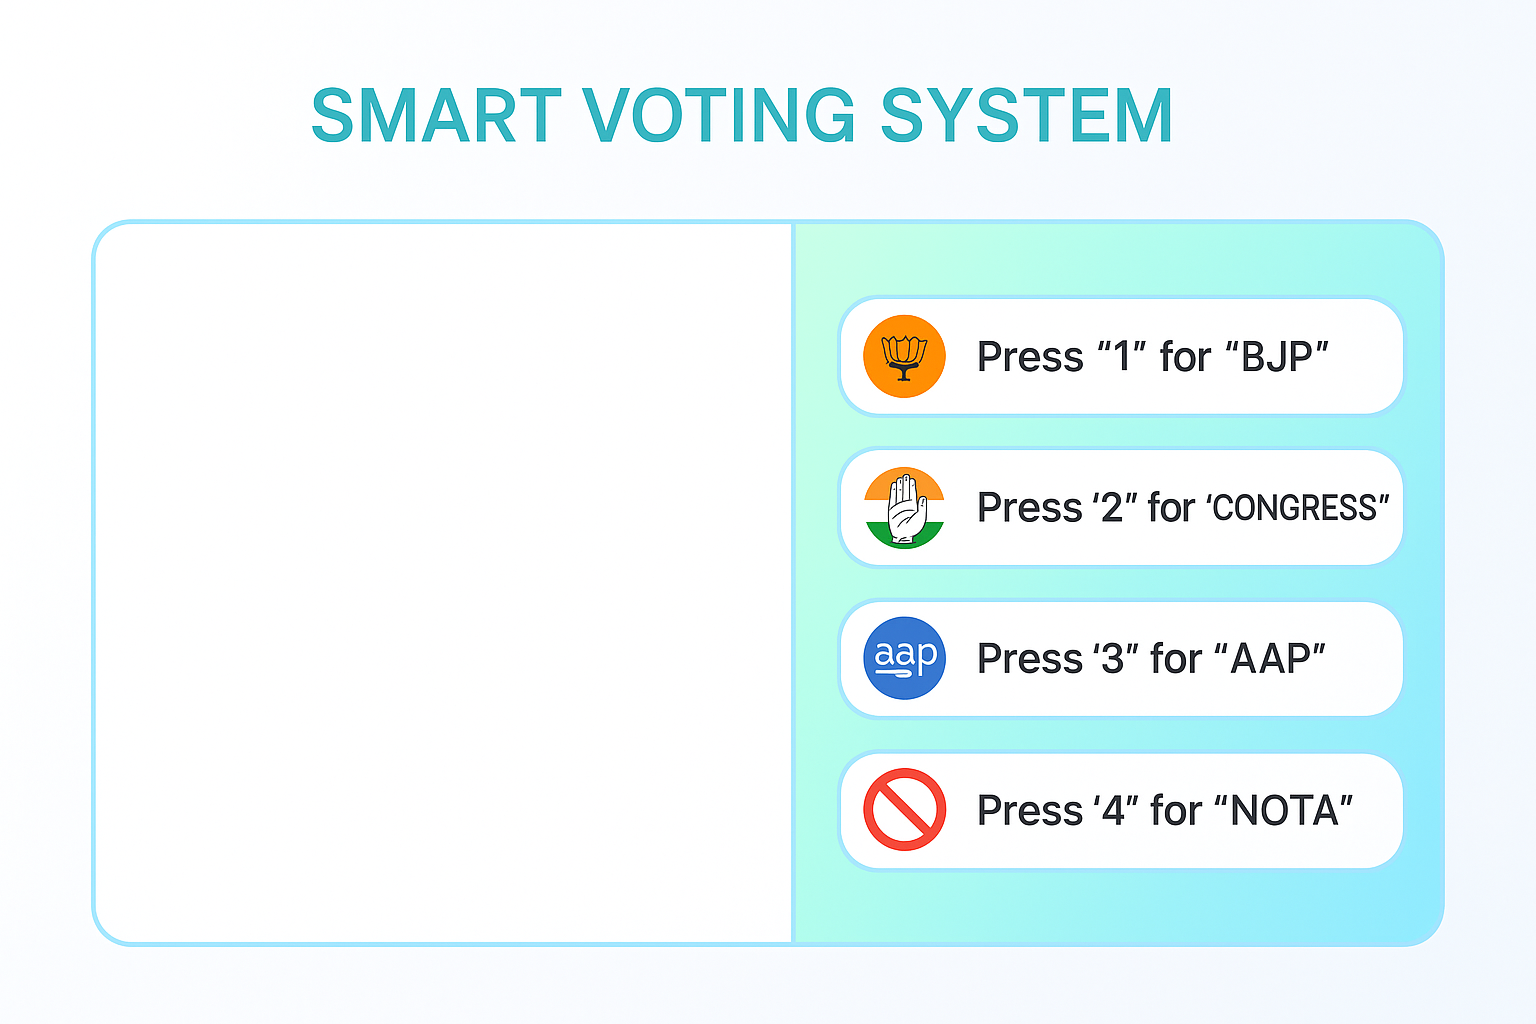 SMART VOTING SYSTEM
Press “1” for “BJP”
Press ‘2” for ‘CONGRESS”
aap
Press ‘3” for “AAP”
Press ‘4” for “NOTA”